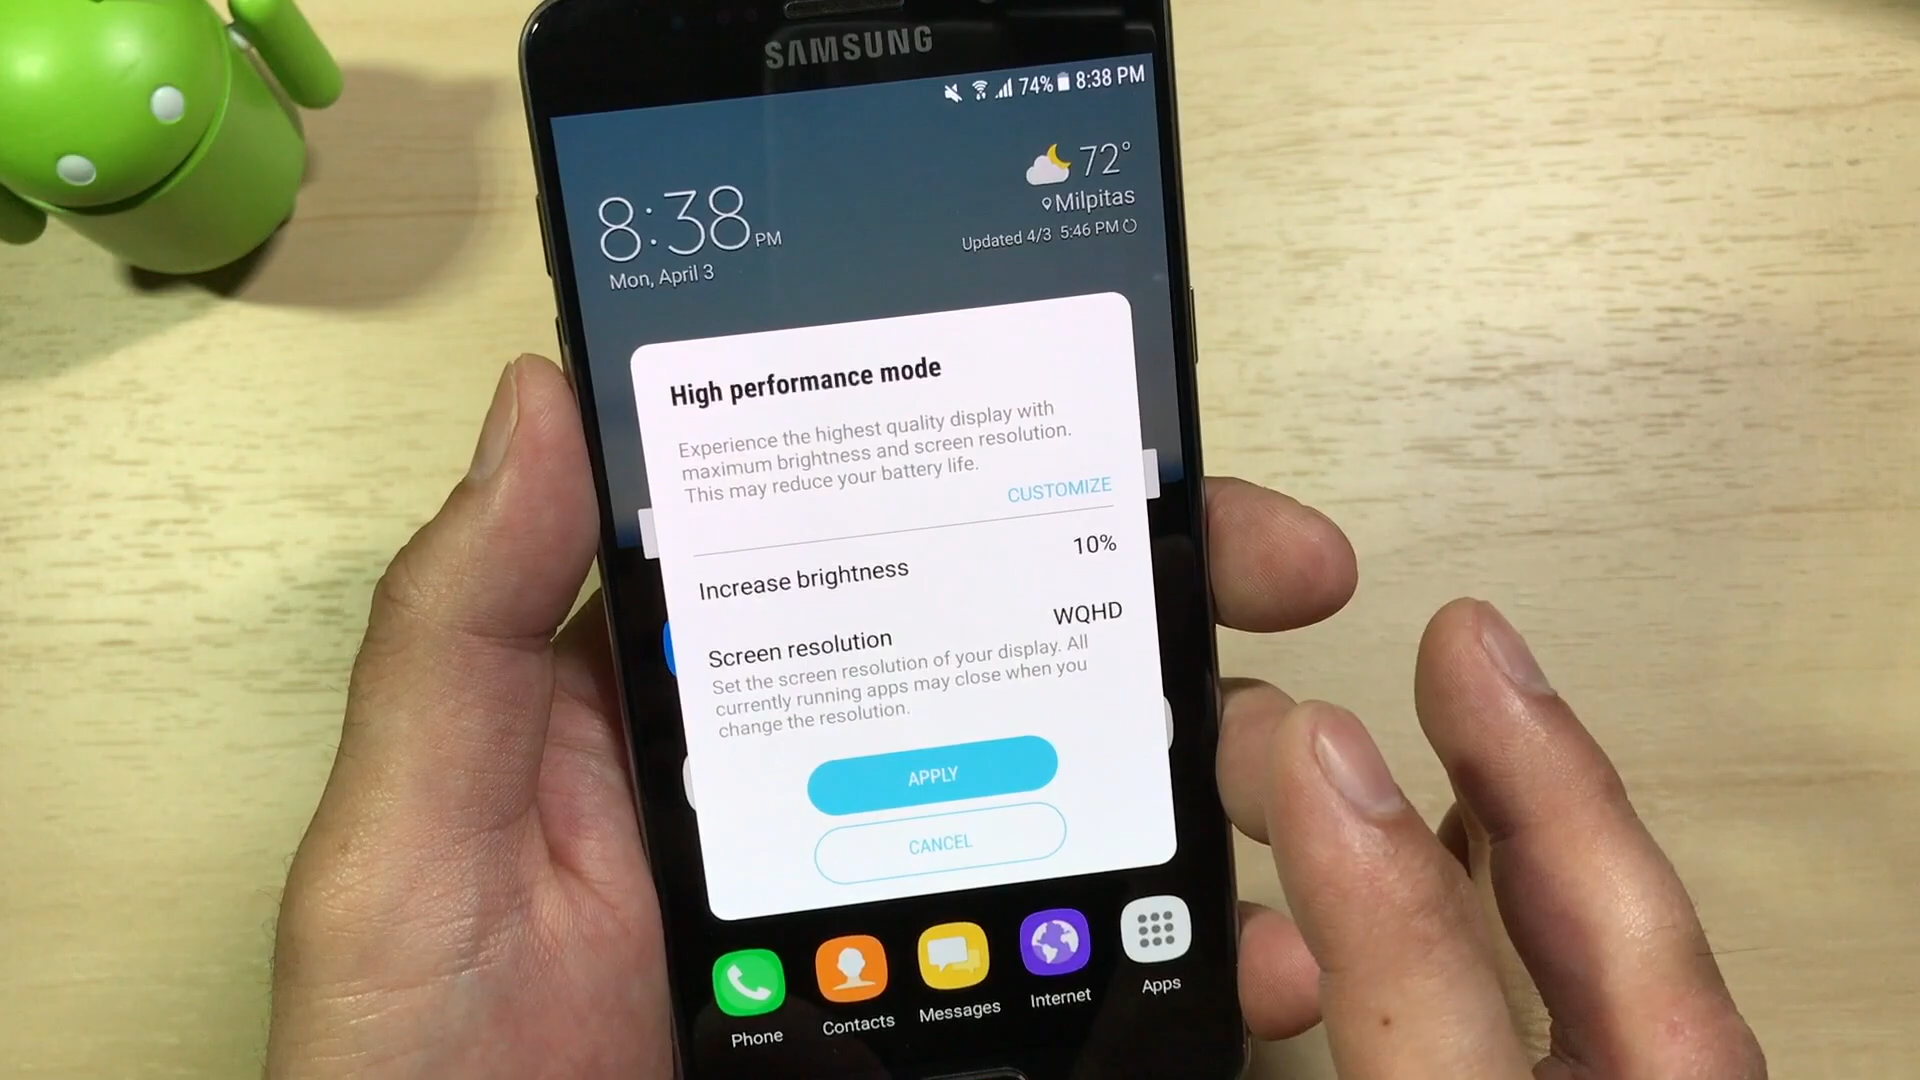 SAMSUNG
74% 8:38 PM
8:38 PM
Mon, April 3
72°
Milpitas
Updated 4/3 5:46 PM
High performance mode
Experience the highest quality display with
maximum brightness and screen resolution.
This may reduce your battery life.
CUSTOMIZE
Increase brightness 10%
Screen resolution WQHD
Set the screen resolution of your display. All
currently running apps may close when you
change the resolution.
APPLY
CANCEL
Phone
Contacts
Messages
Internet
Apps